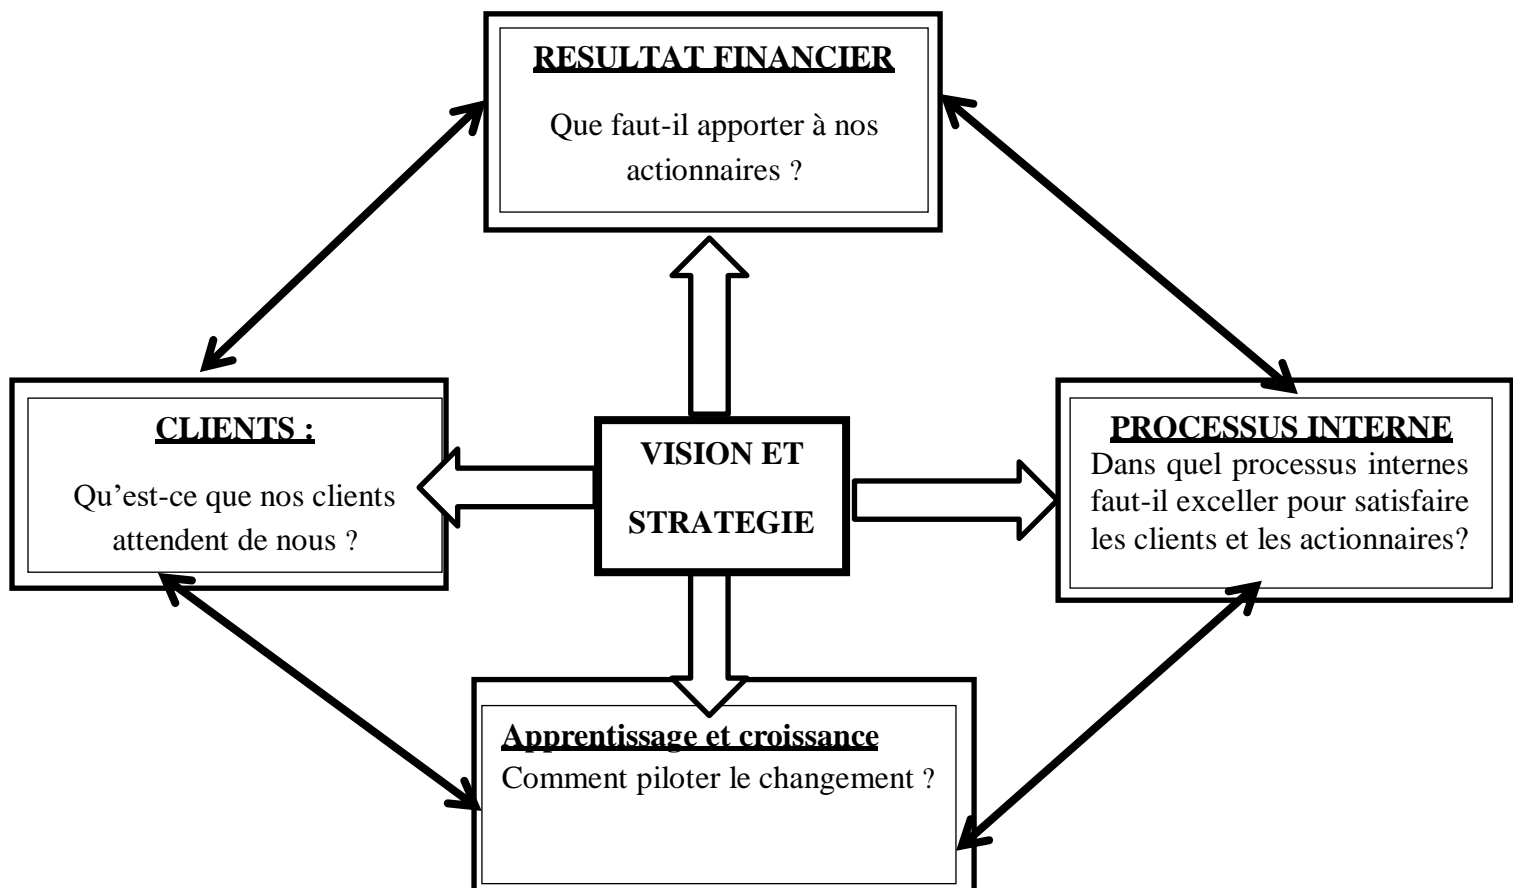 RESULTAT FINANCIER
Que faut-il apporter à nos
actionnaires ?
CLIENTS :
Qu’est-ce que nos clients
attendent de nous ?
VISION ET
STRATEGIE
PROCESSUS INTERNE
Dans quel processus internes
faut-il exceller pour satisfaire
les clients et les actionnaires?
Apprentissage et croissance
Comment piloter le changement ?